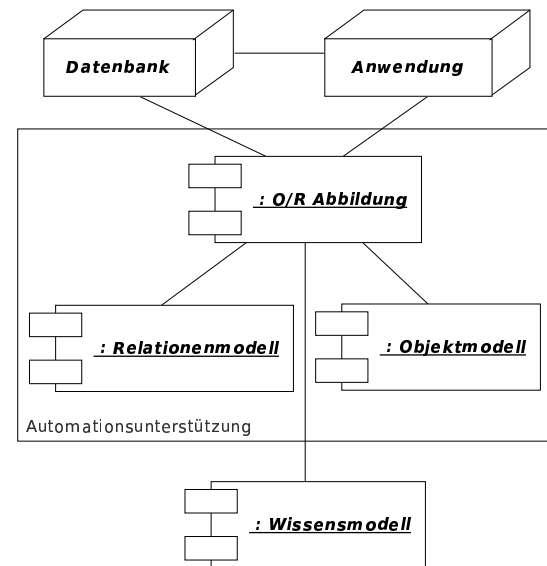 Datenbank
Anwendung
: O/R Abbildung
: Relationenmodell
: Objektmodell
Automationsunterstützung
: Wissensmodell